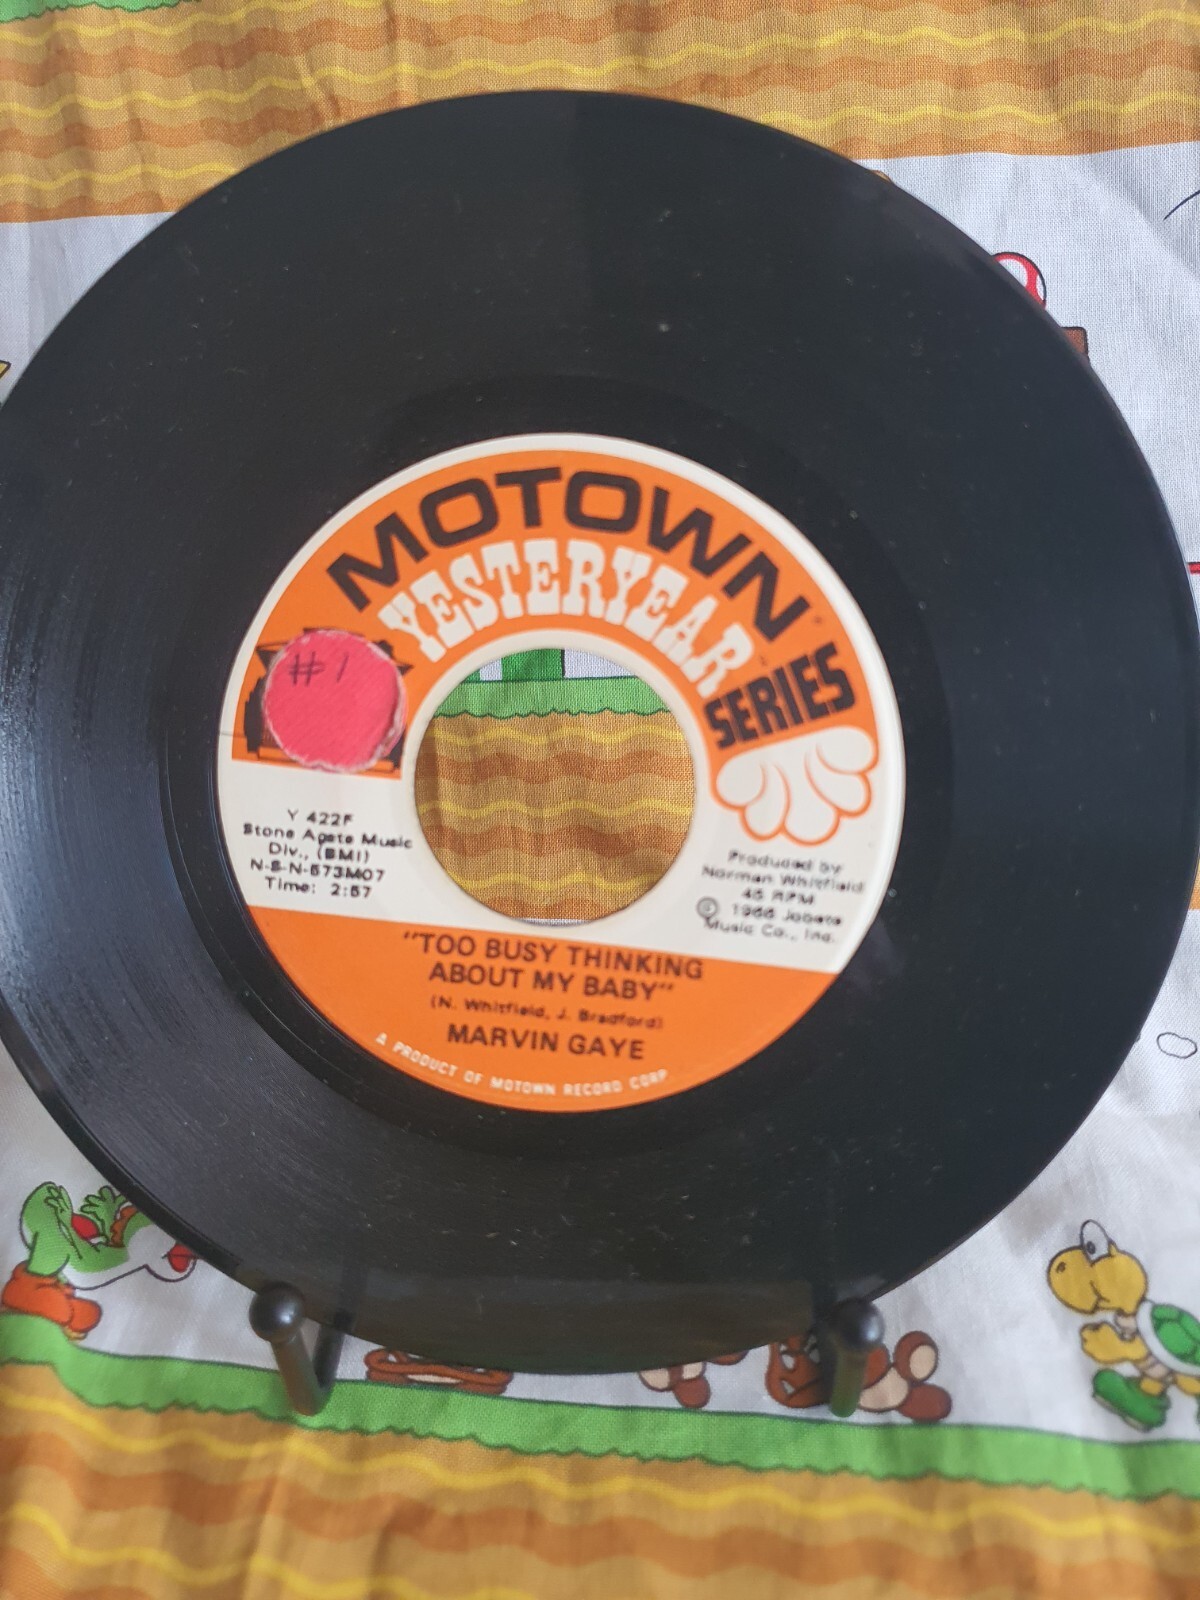 MOTOWN'S
YESTERYEAR
SERIES
# 1
Y 422F
Stone Agate Music
Div., (BMI)
N-S-N-573M07
Time: 2:57
Produced by
Norman Whitfield
45 RPM
© 1966 Jobete
Music Co., Inc.
"TOO BUSY THINKING
ABOUT MY BABY"
(N. Whitfield, J. Bradford)
MARVIN GAYE
A PRODUCT OF MOTOWN RECORD CORP.